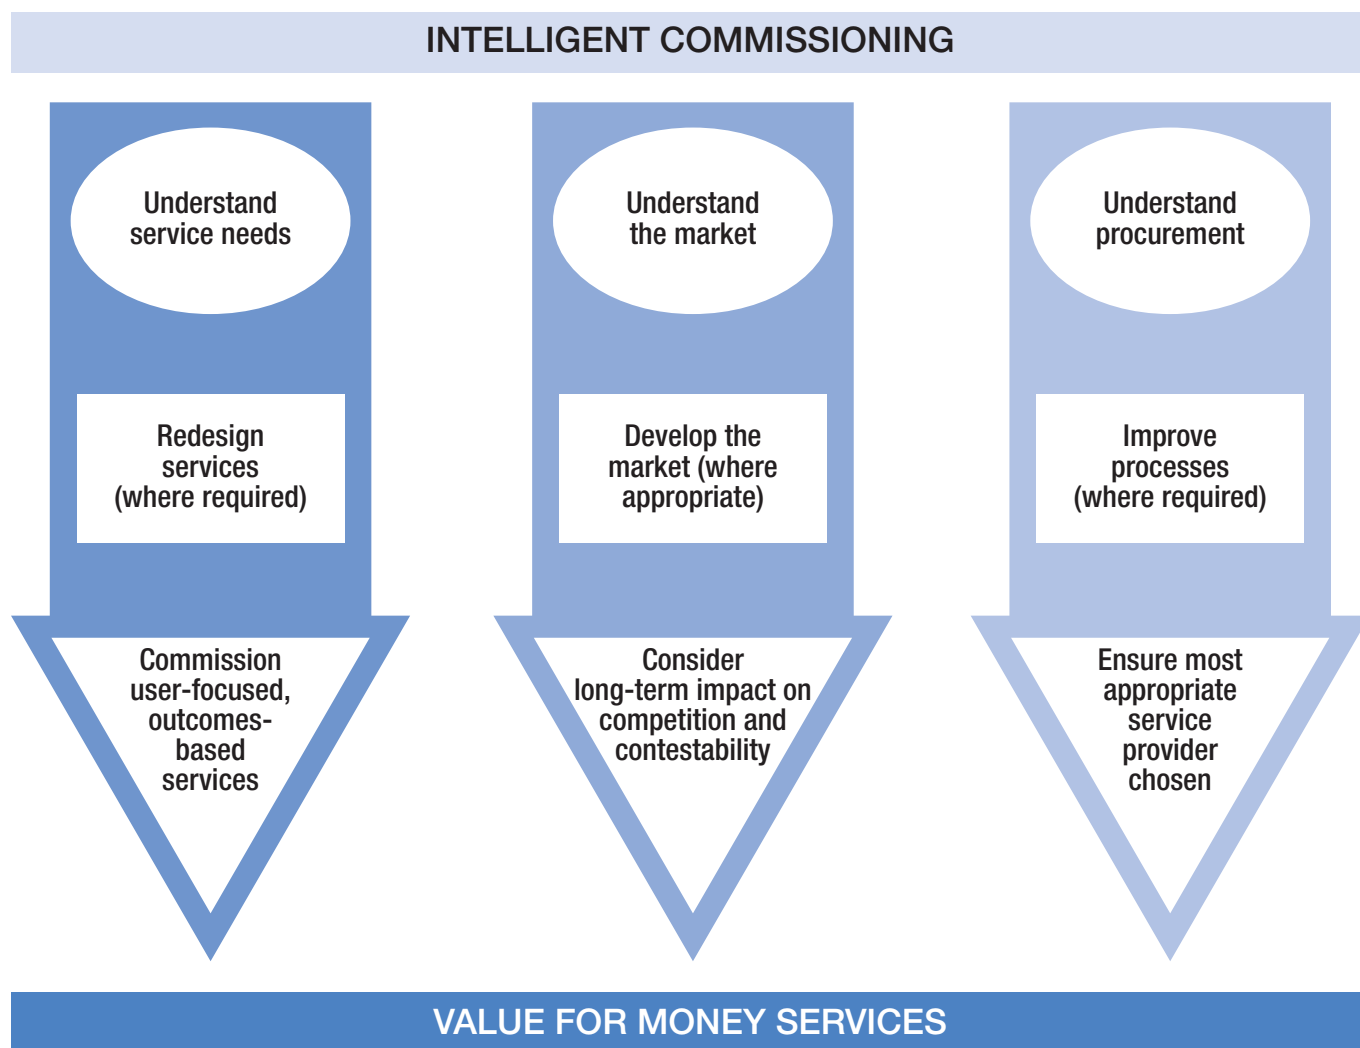 INTELLIGENT COMMISSIONING
Understand
service needs
Redesign
services
(where required)
Commission
user-focused,
outcomes-
based
services
Understand
the market
Develop the
market (where
appropriate)
Consider
long-term impact on
competition and
contestability
Understand
procurement
Improve
processes
(where required)
Ensure most
appropriate
service
provider
chosen
VALUE FOR MONEY SERVICES